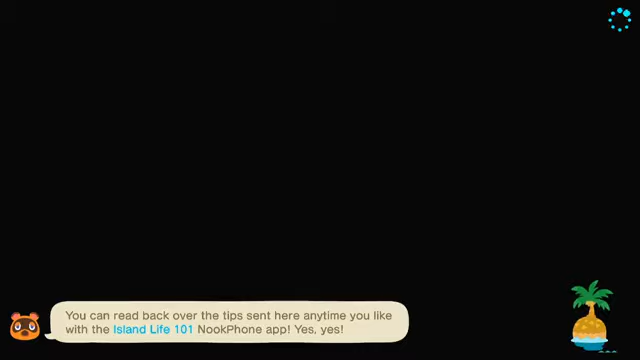 You can read back over the tips sent here anytime you like
with the Island Life 101 NookPhone app! Yes, yes!